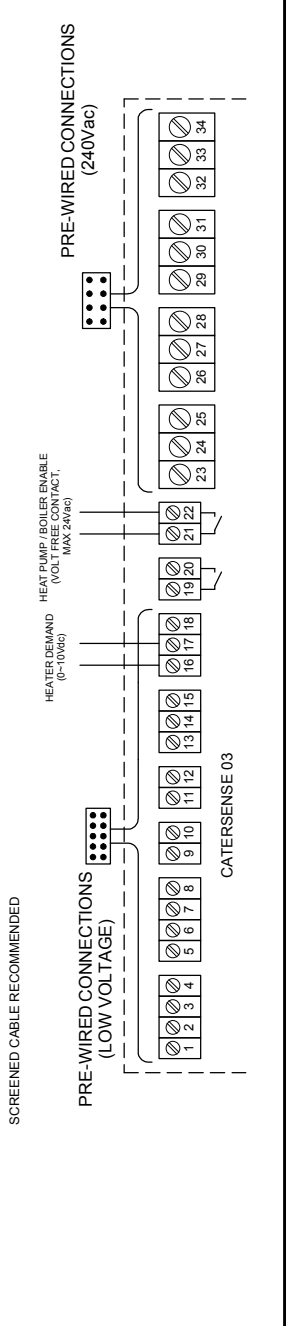 SCREENED CABLE RECOMMENDED
PRE-WIRED CONNECTIONS
(LOW VOLTAGE)
HEATER DEMAND
(0~10Vdc)
HEAT PUMP / BOILER ENABLE
(VOLT FREE CONTACT,
MAX 24Vac)
PRE-WIRED CONNECTIONS
(240Vac)
1 2 3 4 5 6 7 8 9 10 11 12 13 14 15 16 17 18 19 20 21 22 23 24 25 26 27 28 29 30 31 32 33 34
CATERSENSE 03